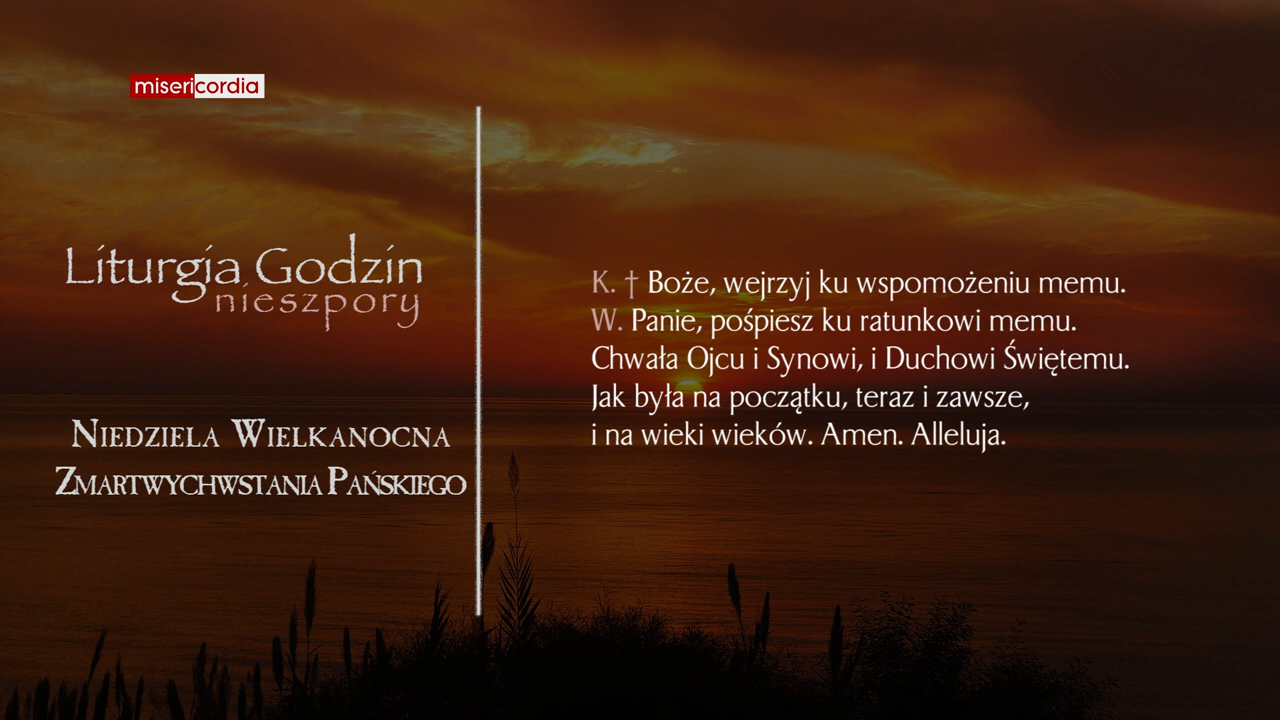 misericordia
Liturgia Godzin
nieszpory
Niedziela Wielkanocna
Zmartwychwstania Pańskiego
K. † Boże, wejrzyj ku wspomożeniu memu.
W. Panie, pośpiesz ku ratunkowi memu.
Chwała Ojcu i Synowi, i Duchowi Świętemu.
Jak była na początku, teraz i zawsze,
i na wieki wieków. Amen. Alleluja.